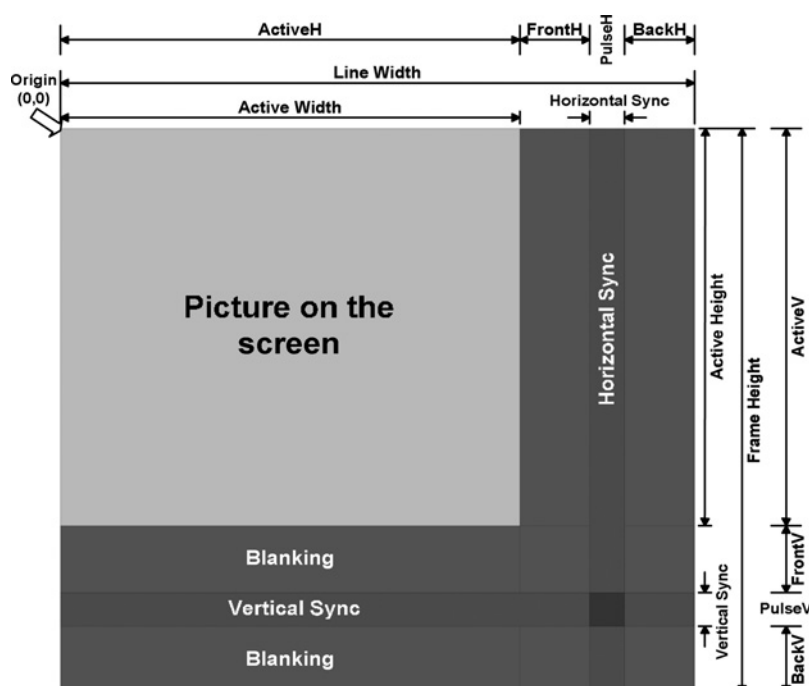 ActiveH
FrontH
PulseH
BackH
Line Width
Origin
(0,0)
Active Width
Horizontal Sync
Picture on the
screen
Horizontal Sync
Active Height
Frame Height
ActiveV
Blanking
FrontV
Vertical Sync
Vertical Sync
PulseV
Blanking
BackV